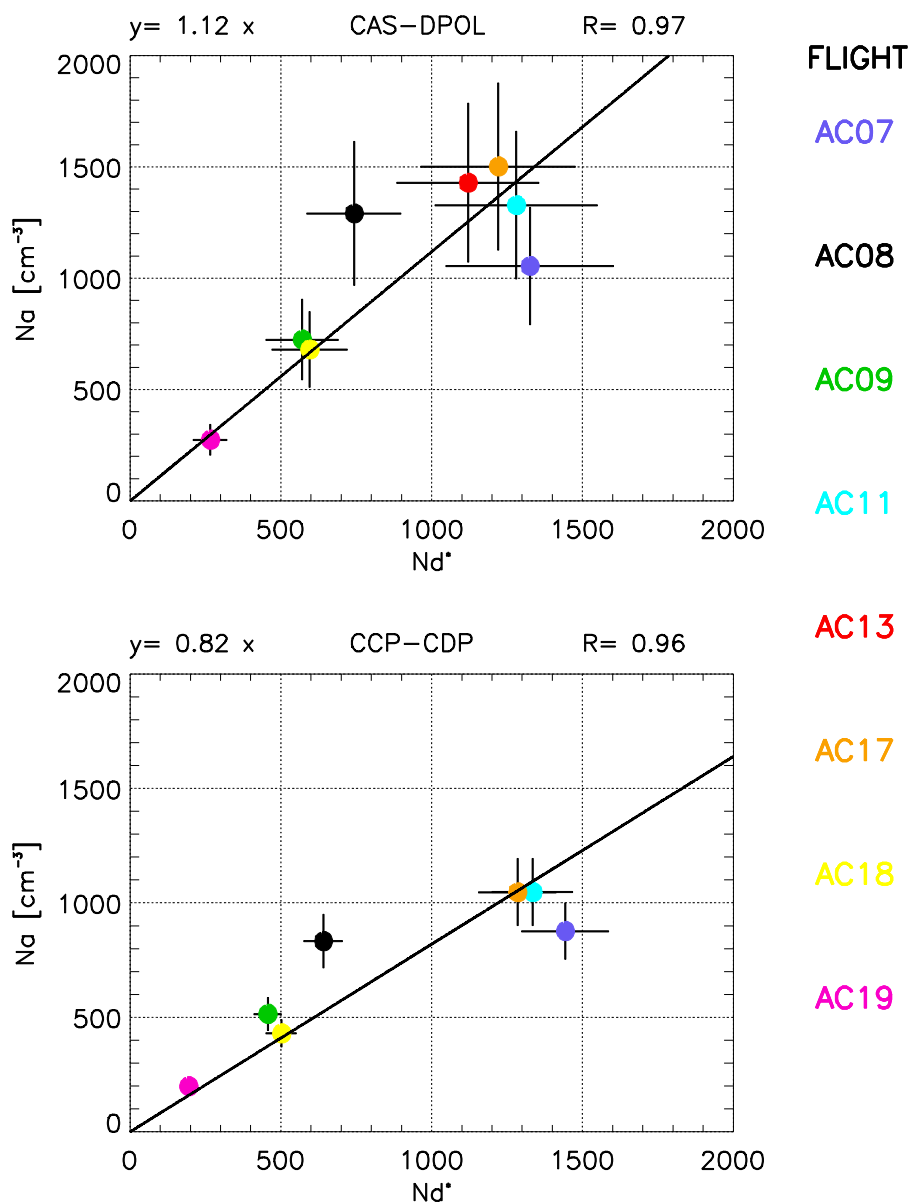 y= 1.12 x CAS-DPOL R= 0.97
FLIGHT
AC07
AC08
AC09
AC11
AC13
AC17
AC18
AC19
2000
1500
1000
500
0
Na [cm⁻³]
0 500 1000 1500 2000
Nd*
y= 0.82 x CCP-CDP R= 0.96
2000
1500
1000
500
0
Na [cm⁻³]
0 500 1000 1500 2000
Nd*